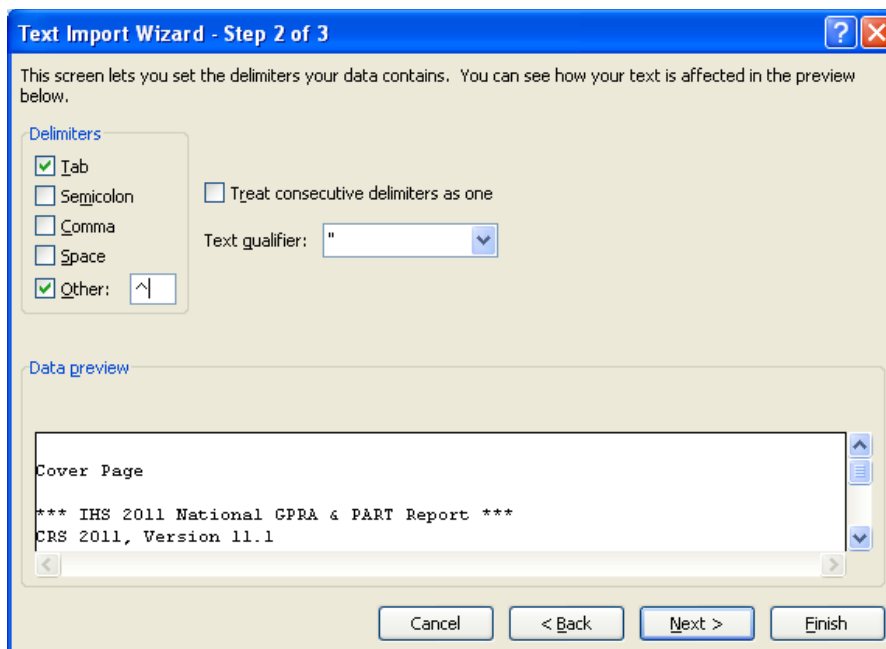 Text Import Wizard - Step 2 of 3
This screen lets you set the delimiters your data contains.  You can see how your text is affected in the preview
below.
Delimiters
Tab
Semicolon
Comma
Space
Other: ^
Treat consecutive delimiters as one
Text qualifier: "
Data preview
Cover Page
*** IHS 2011 National GPRA & PART Report ***
CRS 2011, Version 11.1
Cancel
< Back
Next >
Finish